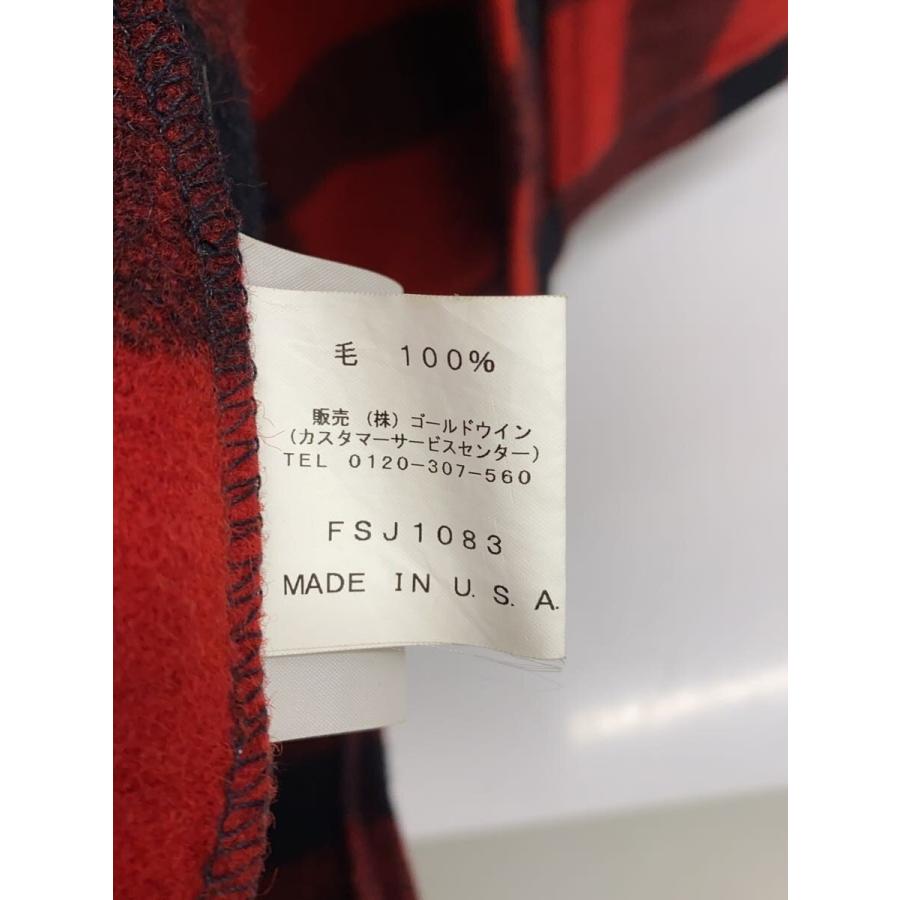 毛 100%
販売 (株) ゴールドウイン
(カスタマーサービスセンター)
TEL 0120-307-560
FSJ1083
MADE IN U. S. A.